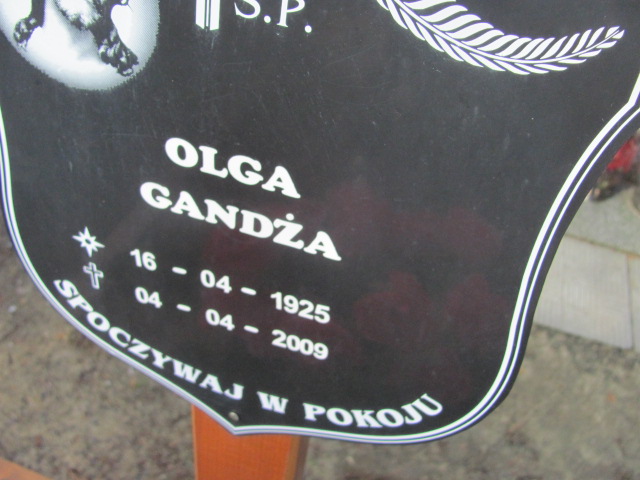 S.P.
OLGA
GANDŻA
16 - 04 - 1925
04 - 04 - 2009
SPOCZYWAJ W POKOJU